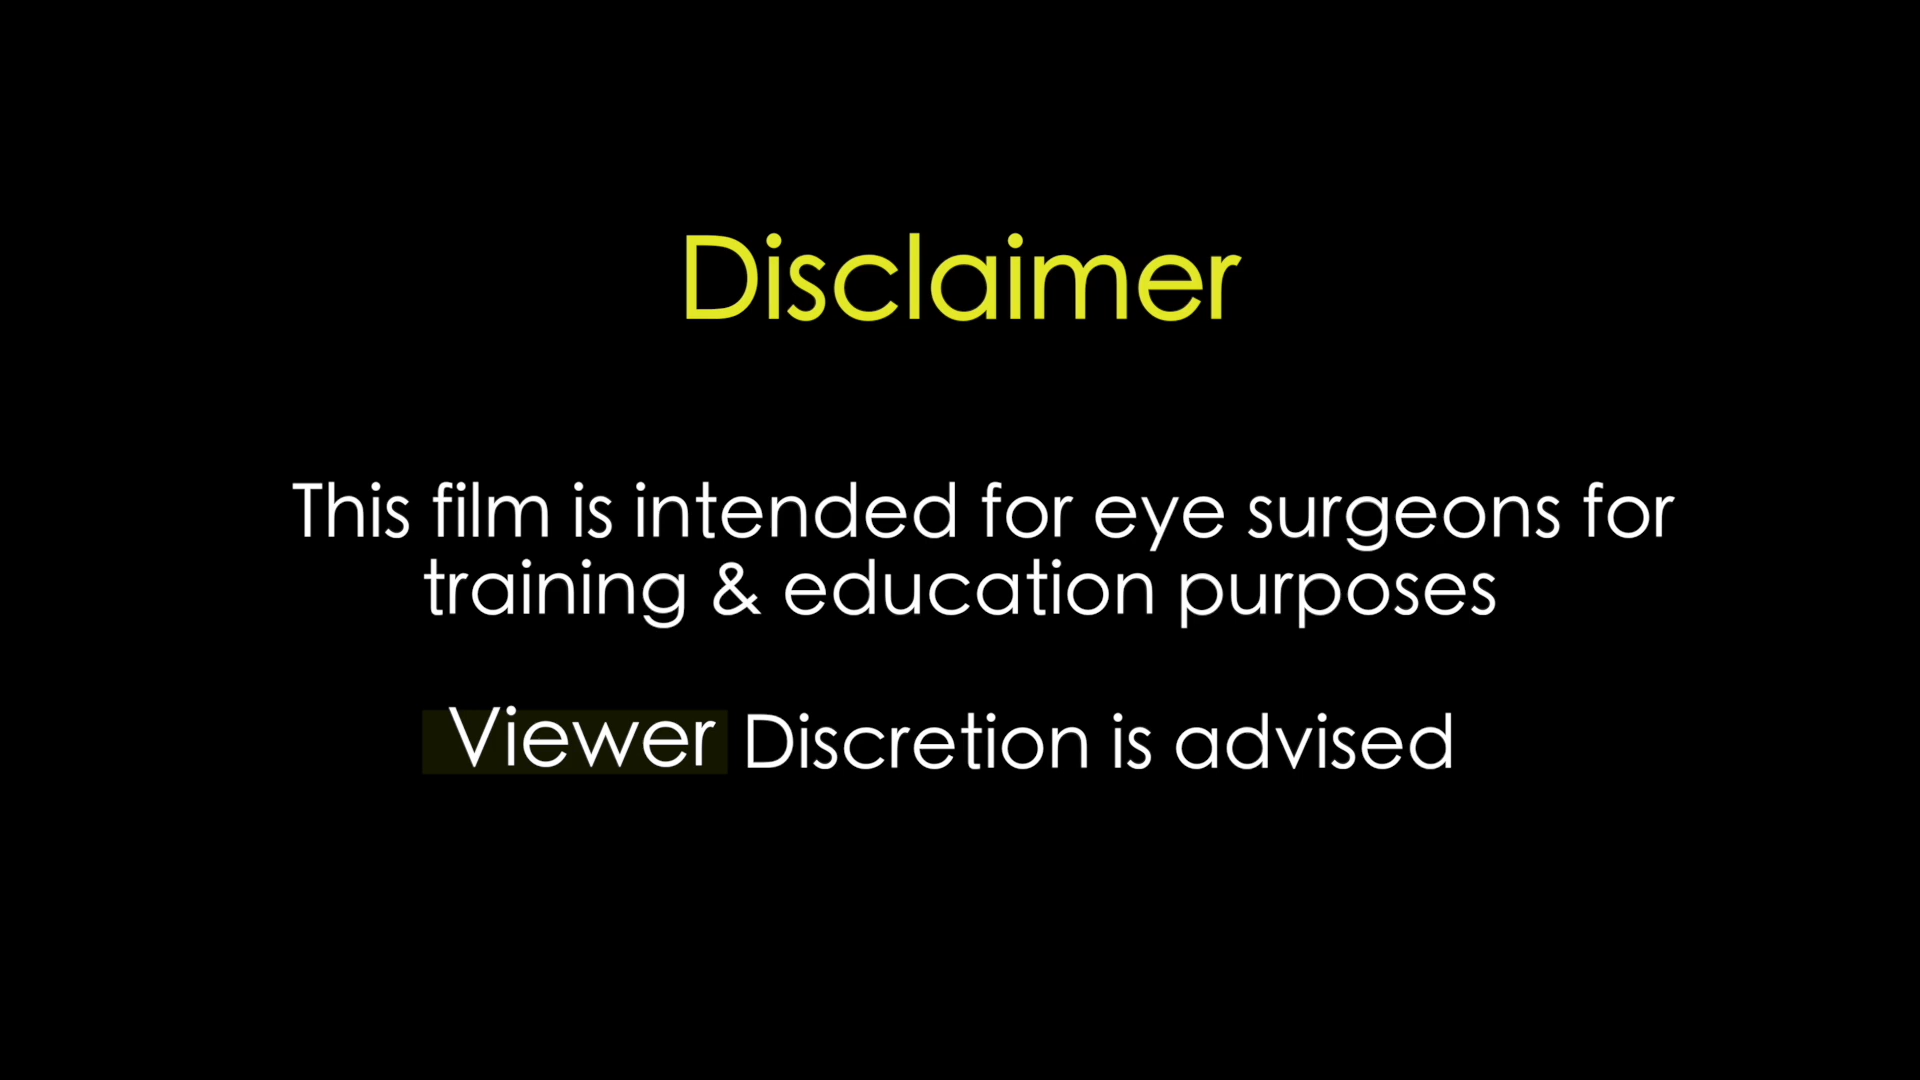 Disclaimer
This film is intended for eye surgeons for
training & education purposes
Viewer Discretion is advised